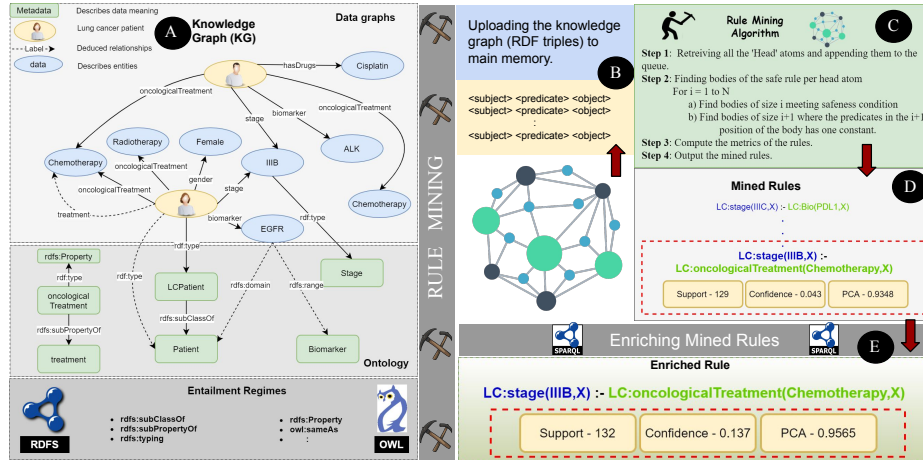 Metadata
Describes data meaning
Lung cancer patient
Label
Deduced relationships
data
Describes entities
A
Knowledge
Graph (KG)
Data graphs
hasDrugs
Cisplatin
oncologicalTreatment
stage
biomarker
oncologicalTreatment
Radiotherapy
Female
IIIB
ALK
Chemotherapy
oncologicalTreatment
gender
oncologicalTreatment
stage
Chemotherapy
treatment
biomarker
EGFR
rdf:type
rdf:type
rdf:type
rdfs:Property
rdf:type
oncological
Treatment
rdfs:subPropertyOf
treatment
LCPatient
rdfs:subClassOf
Patient
rdfs:domain
rdfs:range
Stage
Biomarker
Ontology
Entailment Regimes
rdfs:subClassOf
rdfs:subPropertyOf
rdfs:typing
rdfs:Property
owl:sameAs
:
RDFS
OWL
RULE MINING
Uploading the knowledge
graph (RDF triples) to
main memory.
B
<subject> <predicate> <object>
<subject> <predicate> <object>
:
<subject> <predicate> <object>
Rule Mining
Algorithm
C
Step 1: Retreiving all the 'Head' atoms and appending them to the
queue.
Step 2: Finding bodies of the safe rule per head atom
For i = 1 to N
a) Find bodies of size i meeting safeness condition
b) Find bodies of size i+1 where the predicates in the i+1
position of the body has one constant.
Step 3: Compute the metrics of the rules.
Step 4: Output the mined rules.
D
Mined Rules
LC:stage(IIIC,X) :- LC:Bio(PDL1,X)
.
.
LC:stage(IIIB,X) :-
LC:oncologicalTreatment(Chemotherapy,X)
Support - 129
Confidence - 0.043
PCA - 0.9348
SPARQL
Enriching Mined Rules
SPARQL
E
Enriched Rule
LC:stage(IIIB,X) :- LC:oncologicalTreatment(Chemotherapy,X)
Support - 132
Confidence - 0.137
PCA - 0.9565